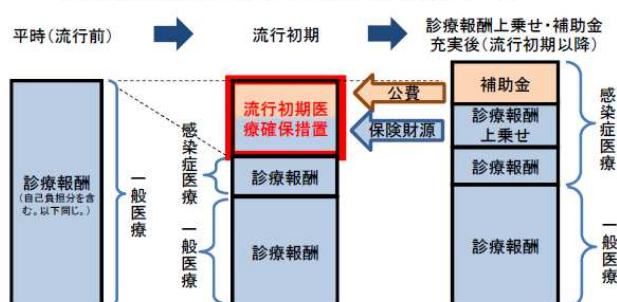 平時(流行前)
流行初期
診療報酬上乗せ・補助金
充実後(流行初期以降)
診療報酬
(自己負担分を含
む。以下同じ。)
一般医療
流行初期医
療確保措置
診療報酬
診療報酬
感染症医療
一般医療
公費
保険財源
補助金
診療報酬
上乗せ
診療報酬
診療報酬
感染症医療
一般医療